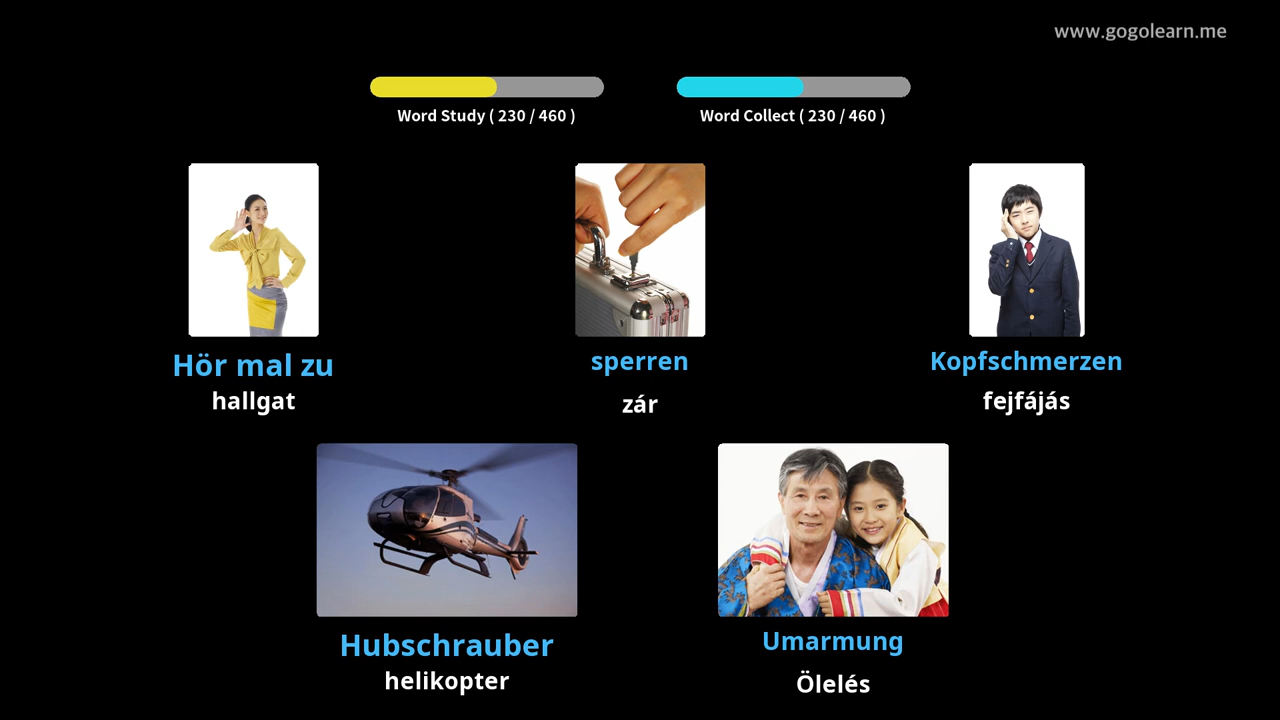 www.gogolearn.me
Word Study ( 230 / 460 )
Word Collect ( 230 / 460 )
Hör mal zu
hallgat
sperren
zár
Kopfschmerzen
fejfájás
Hubschrauber
helikopter
Umarmung
Ölelés